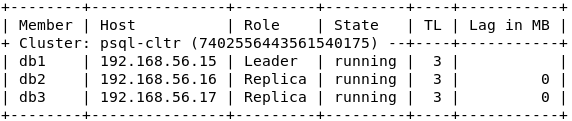 +--------+---------------+---------+---------+----+-----------+
| Member | Host          | Role    | State   | TL | Lag in MB |
+ Cluster: psql-cltr (7402556443561540175) --+----+-----------+
| db1    | 192.168.56.15 | Leader  | running |  3 |           |
| db2    | 192.168.56.16 | Replica | running |  3 |         0 |
| db3    | 192.168.56.17 | Replica | running |  3 |         0 |
+--------+---------------+---------+---------+----+-----------+